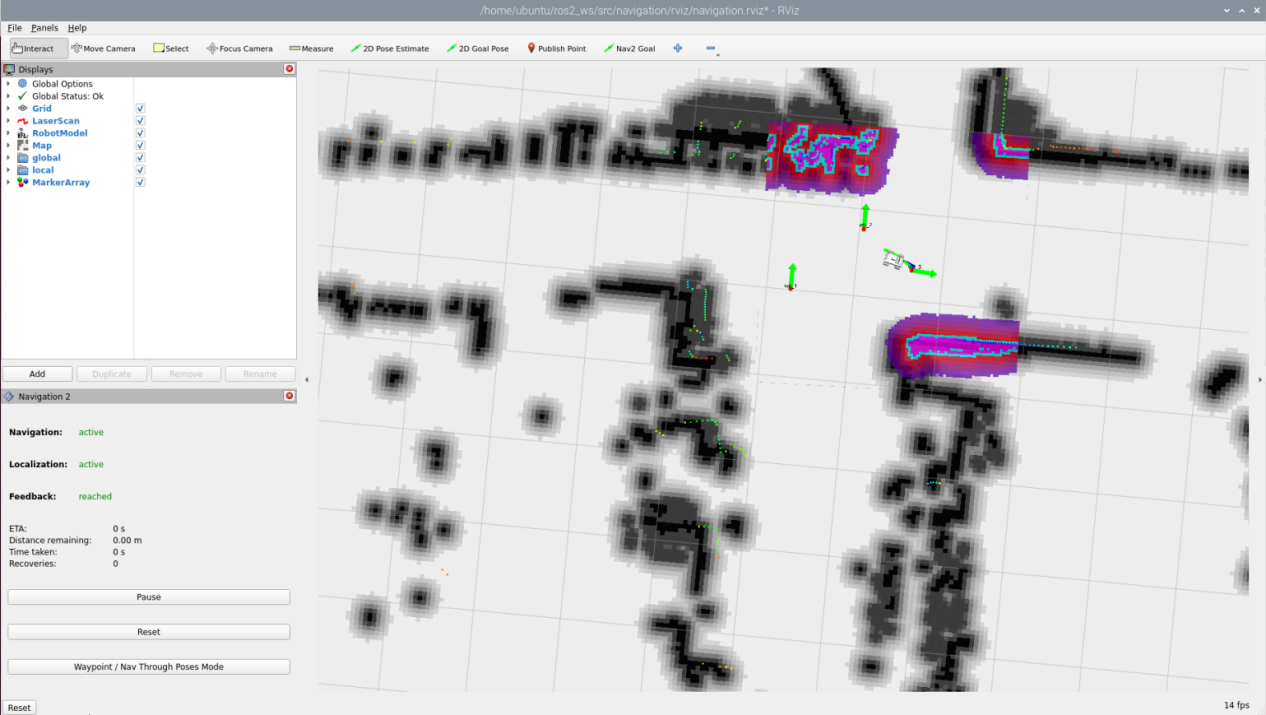 /home/ubuntu/ros2_ws/src/navigation/rviz/navigation.rviz* - RViz
File Panels Help
Interact Move Camera Select Focus Camera Measure 2D Pose Estimate 2D Goal Pose Publish Point Nav2 Goal
Displays
Global Options
Global Status: Ok
Grid
LaserScan
RobotModel
Map
global
local
MarkerArray
Add Duplicate Remove Rename
Navigation 2
Navigation: active
Localization: active
Feedback: reached
ETA: 0 s
Distance remaining: 0.00 m
Time taken: 0 s
Recoveries: 0
Pause
Reset
Waypoint / Nav Through Poses Mode
Reset
14 fps